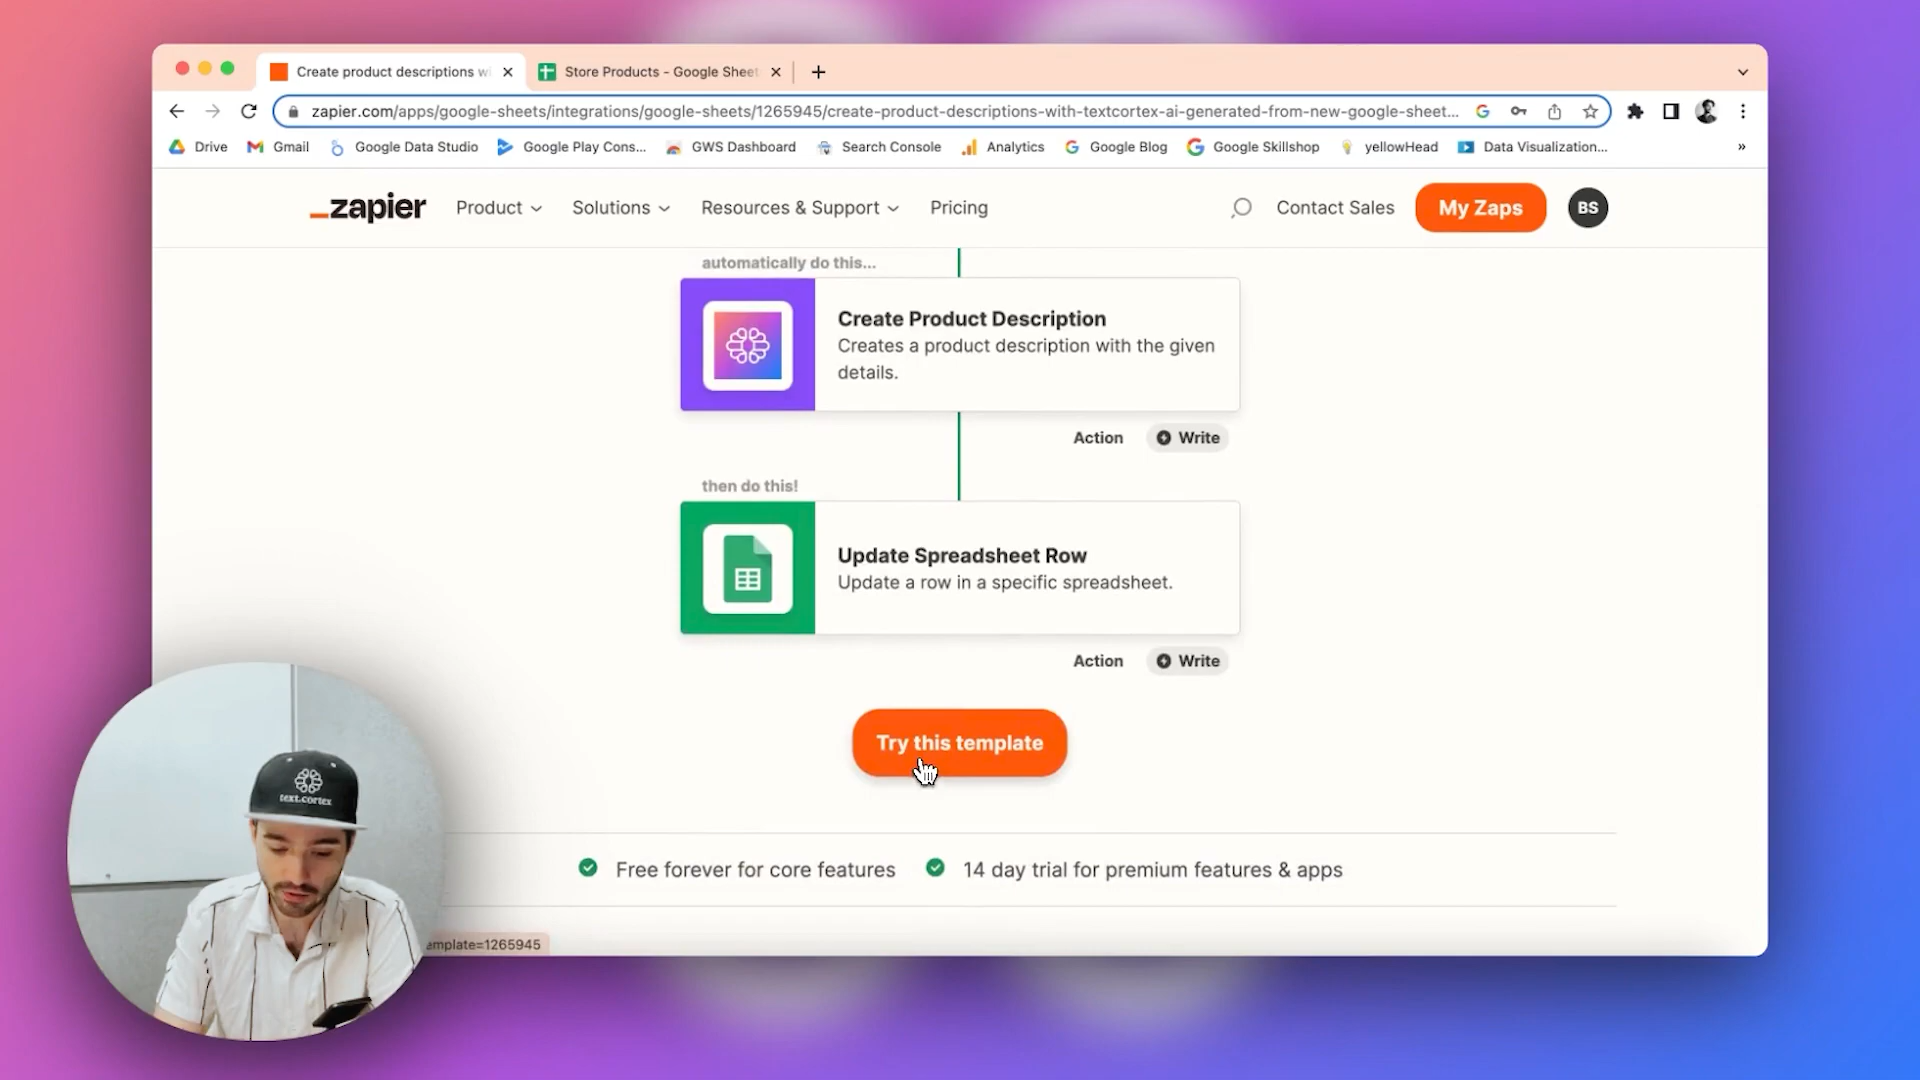 Create product descriptions wi
Store Products - Google Sheet
zapier.com/apps/google-sheets/integrations/google-sheets/1265945/create-product-descriptions-with-textcortex-ai-generated-from-new-google-sheet...
Drive
Gmail
Google Data Studio
Google Play Cons...
GWS Dashboard
Search Console
Analytics
Google Blog
Google Skillshop
yellowHead
Data Visualization...
»
_zapier
Product
Solutions
Resources & Support
Pricing
Contact Sales
My Zaps
BS
automatically do this...
Create Product Description
Creates a product description with the given
details.
Action
Write
then do this!
Update Spreadsheet Row
Update a row in a specific spreadsheet.
Action
Write
Try this template
Free forever for core features
14 day trial for premium features & apps
emplate=1265945
text.cortex